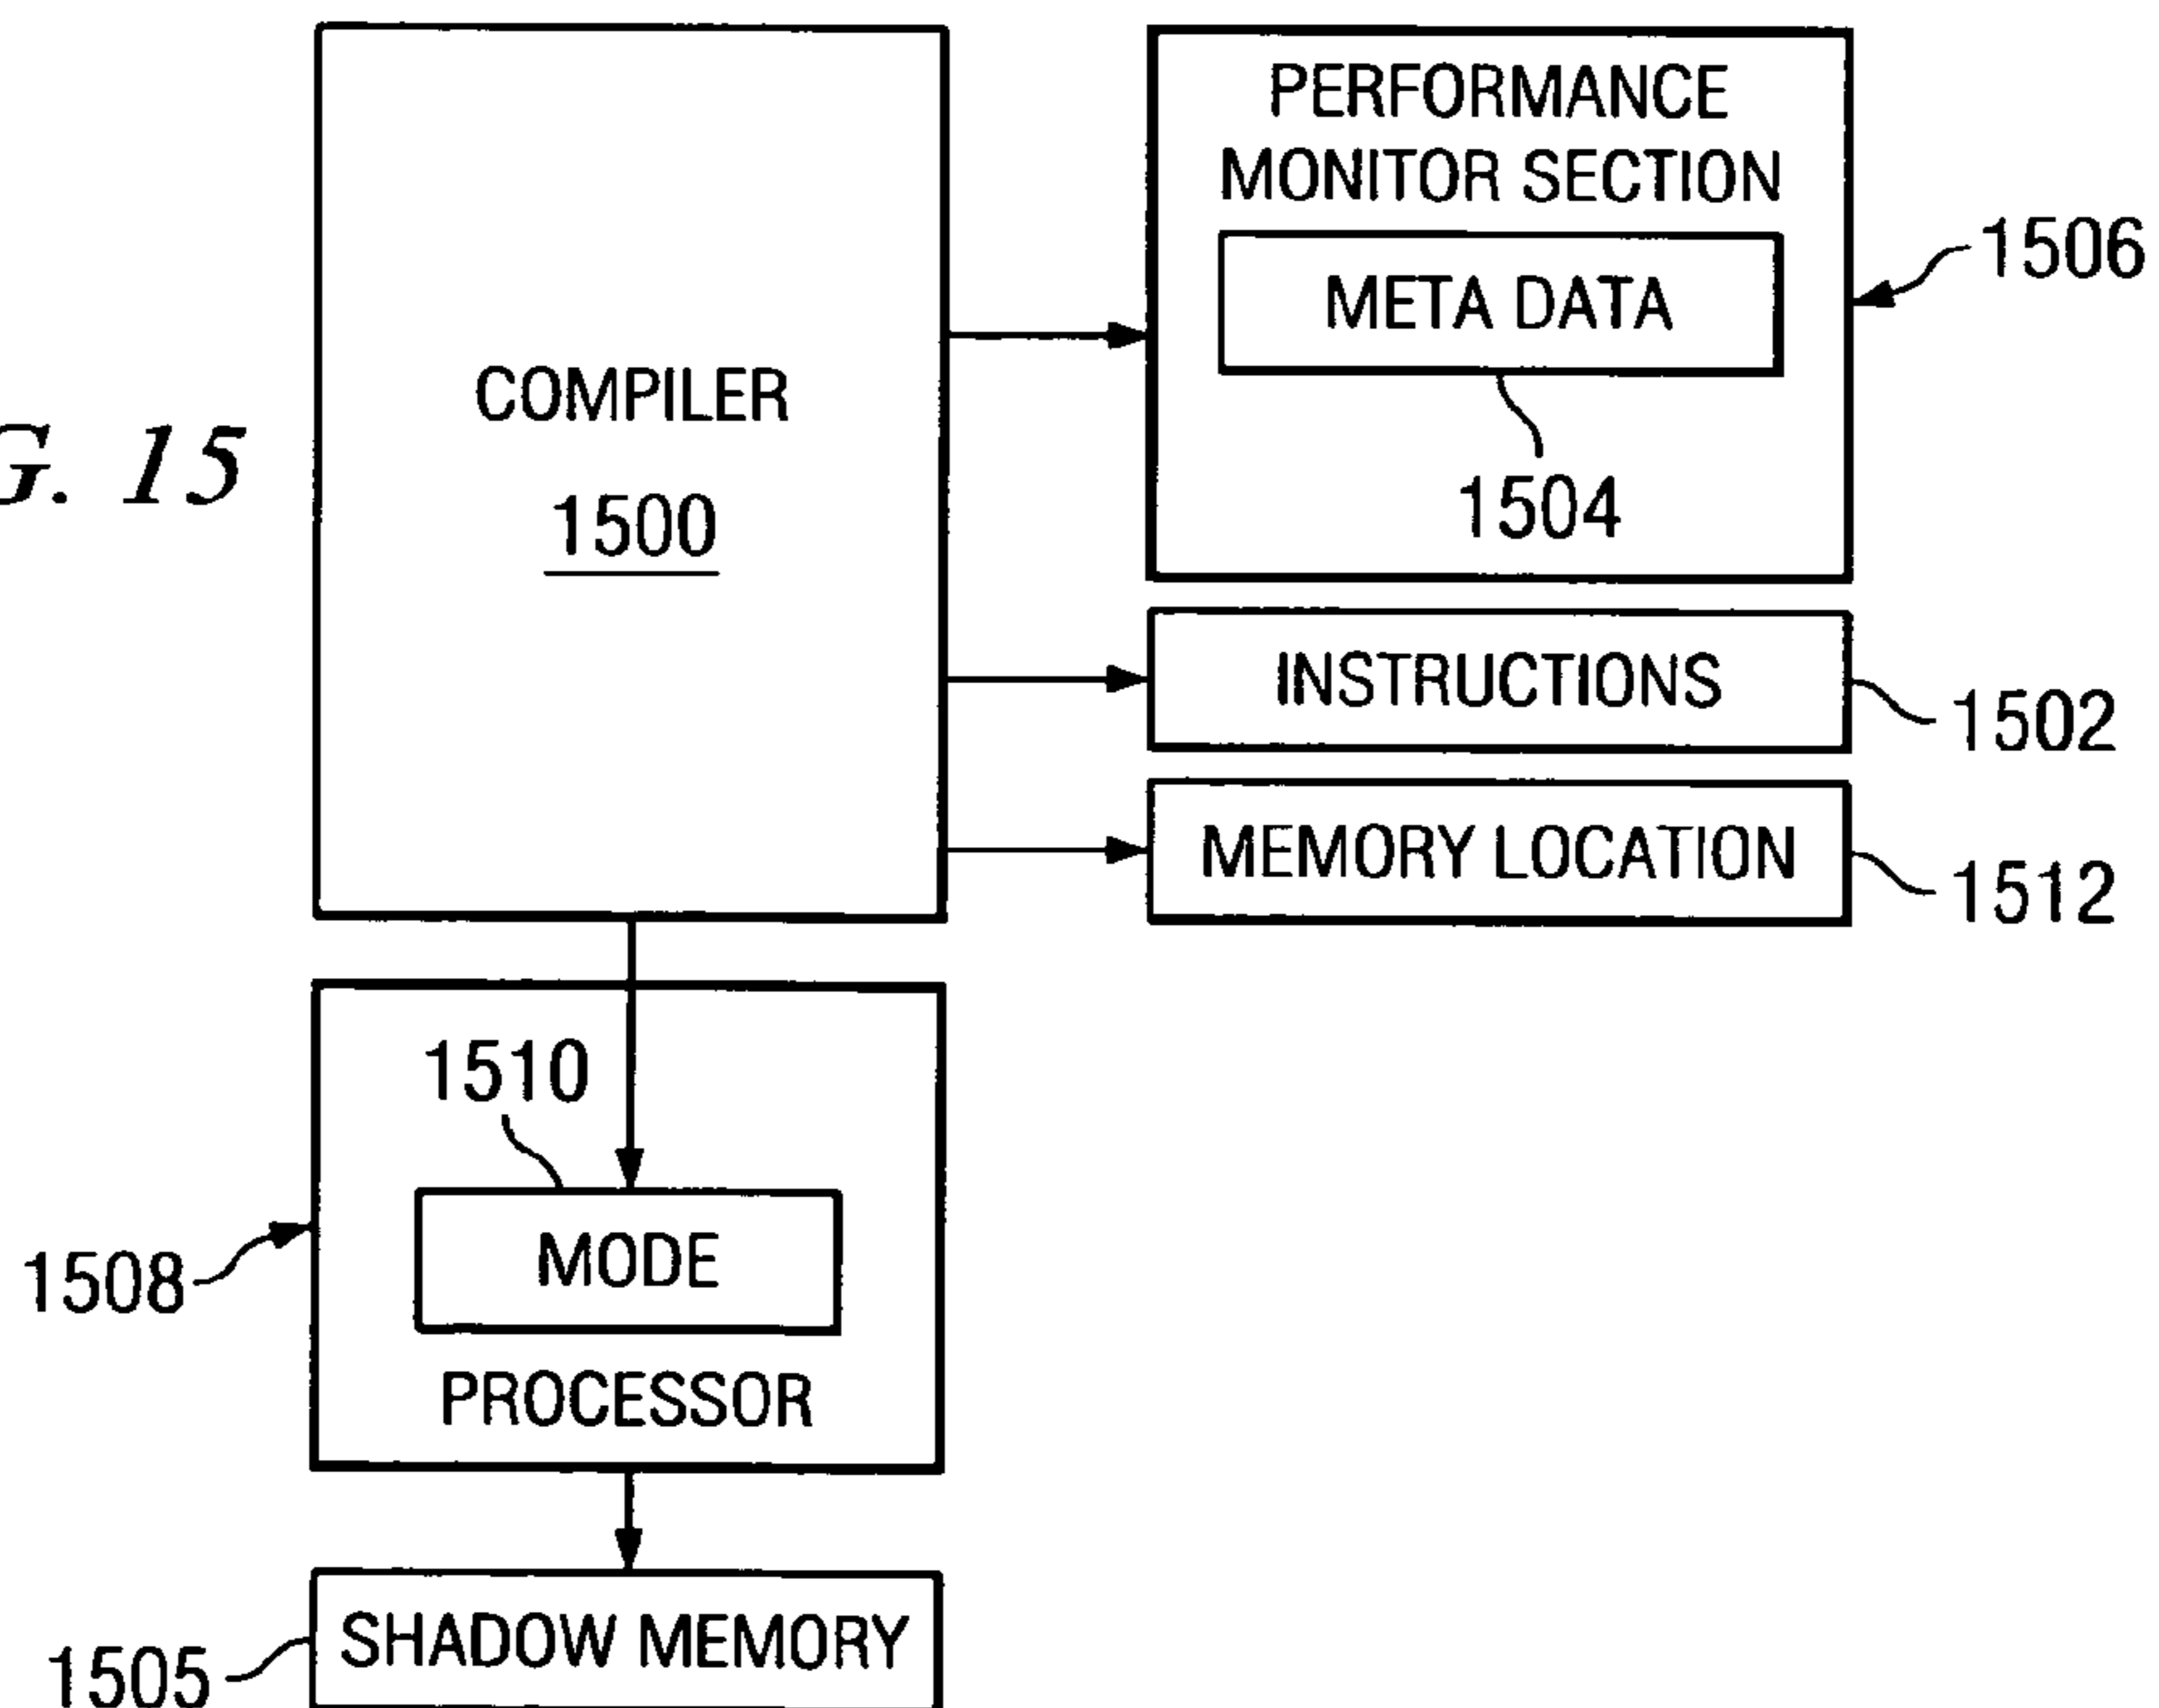 PERFORMANCE
MONITOR SECTION
META DATA
1506
1504
COMPILER
1500
G. 15
INSTRUCTIONS
1502
MEMORY LOCATION
1512
1510
MODE
1508
PROCESSOR
SHADOW MEMORY
1505